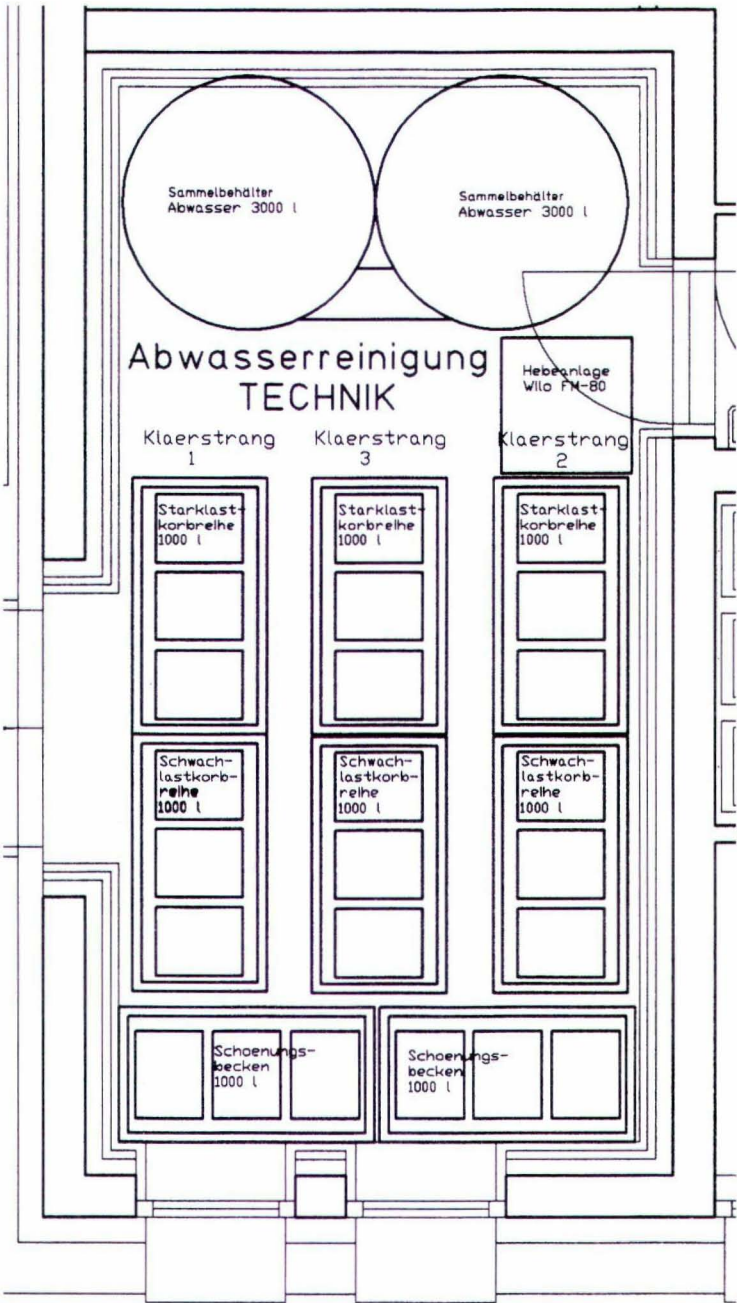 Sammelbehälter
Abwasser 3000 l
Sammelbehälter
Abwasser 3000 l
Abwasserreinigung
TECHNIK
Hebeanlage
Wilo FM-80
Klaerstrang
1
Klaerstrang
3
Klaerstrang
2
Starklast-
korbreihe
1000 l
Starklast-
korbreihe
1000 l
Starklast-
korbreihe
1000 l
Schwach-
lastkorb-
reihe
1000 l
Schwach-
lastkorb-
reihe
1000 l
Schwach-
lastkorb-
reihe
1000 l
Schoenungs-
becken
1000 l
Schoenungs-
becken
1000 l